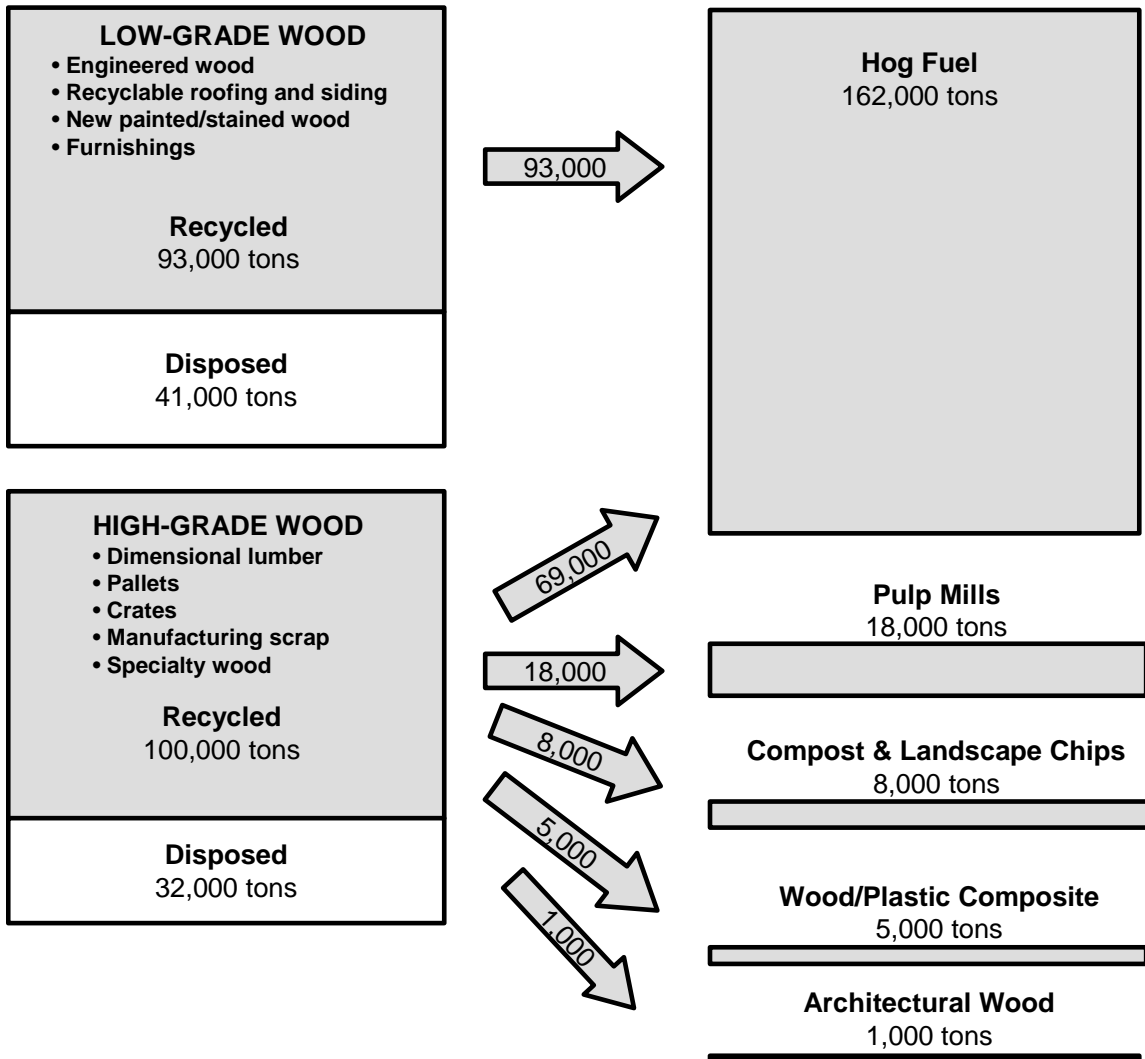 LOW-GRADE WOOD
• Engineered wood
• Recyclable roofing and siding
• New painted/stained wood
• Furnishings
Recycled
93,000 tons
Disposed
41,000 tons
93,000
Hog Fuel
162,000 tons
HIGH-GRADE WOOD
• Dimensional lumber
• Pallets
• Crates
• Manufacturing scrap
• Specialty wood
Recycled
100,000 tons
Disposed
32,000 tons
69,000
18,000
8,000
5,000
1,000
Pulp Mills
18,000 tons
Compost & Landscape Chips
8,000 tons
Wood/Plastic Composite
5,000 tons
Architectural Wood
1,000 tons